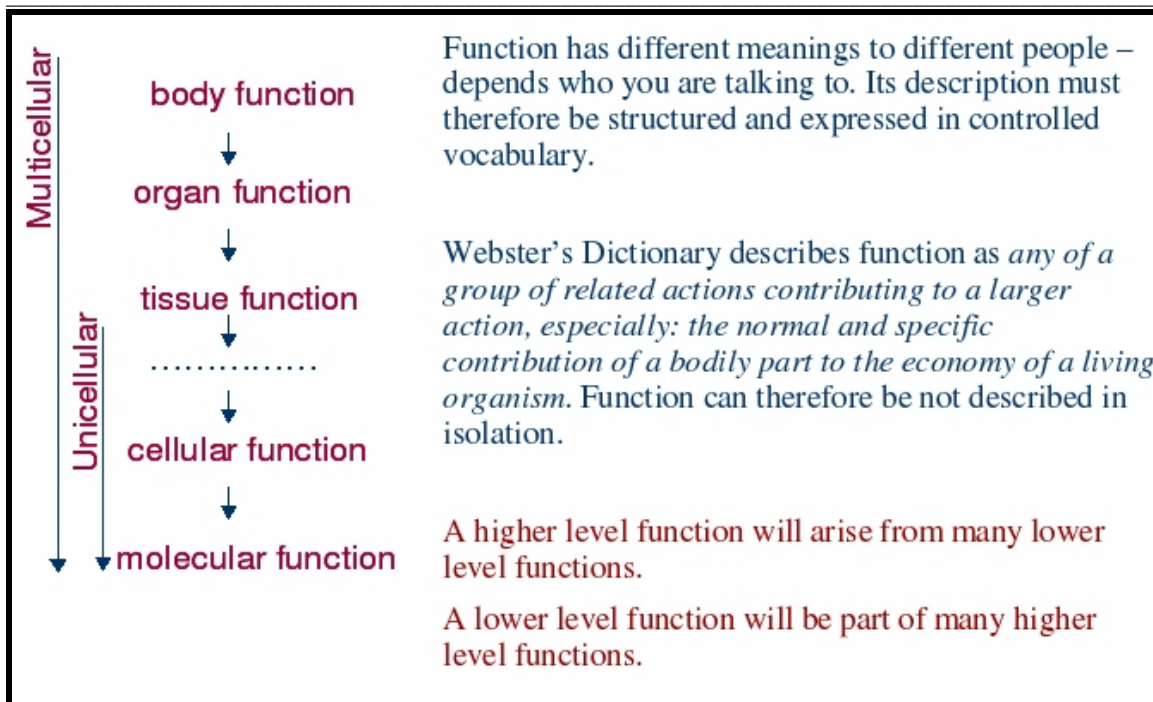 Multicellular
Unicellular
body function
organ function
tissue function
...............
cellular function
molecular function
Function has different meanings to different people –
depends who you are talking to. Its description must
therefore be structured and expressed in controlled
vocabulary.
Webster’s Dictionary describes function as any of a
group of related actions contributing to a larger
action, especially: the normal and specific
contribution of a bodily part to the economy of a living
organism. Function can therefore be not described in
isolation.
A higher level function will arise from many lower
level functions.
A lower level function will be part of many higher
level functions.